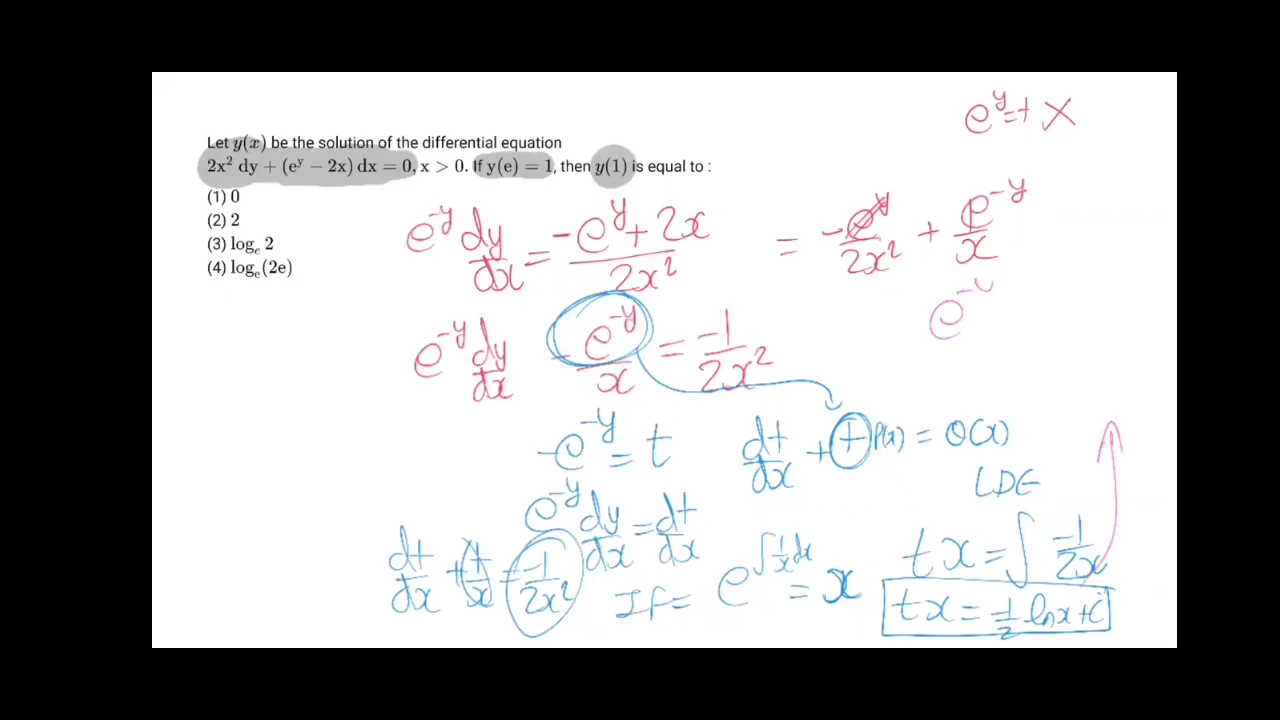 Let y(x) be the solution of the differential equation
2x² dy + (eʸ − 2x) dx = 0, x > 0. If y(e) = 1, then y(1) is equal to :
(1) 0
(2) 2
(3) logₑ 2
(4) logₑ(2e)
eʸ = t X
e⁻ʸ dy/dx = (−eʸ + 2x)/2x² = −eʸ/2x² + e⁻ʸ/x
e⁻ʸ dy/dx − e⁻ʸ/x = −1/2x²
−e⁻ʸ = t dt/dx + t P(x) = Q(x)
LDE
e⁻ʸ dy/dx = dt/dx
dt/dx + t/x = −1/2x² If = e^∫1/x dx = x
tx = ∫ −1/2x
tx = −1/2 ln x + c